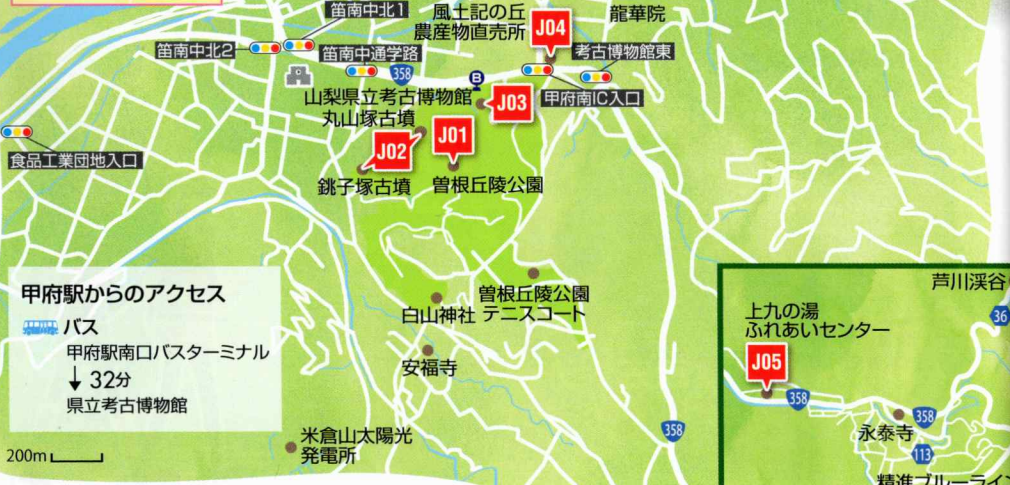 笛南中北1
笛南中北2
笛南中通学路
358
風土記の丘
農産物直売所
J04
龍華院
考古博物館東
B
甲府南IC入口
山梨県立考古博物館
J03
丸山塚古墳
J02
J01
銚子塚古墳
曽根丘陵公園
食品工業団地入口
甲府駅からのアクセス
バス
甲府駅南口バスターミナル
32分
県立考古博物館
白山神社
曽根丘陵公園
テニスコート
安福寺
米倉山太陽光
発電所
200m
358
芦川渓谷
36
上九の湯
ふれあいセンター
J05
358
358
永泰寺
113
精進ブルーライン